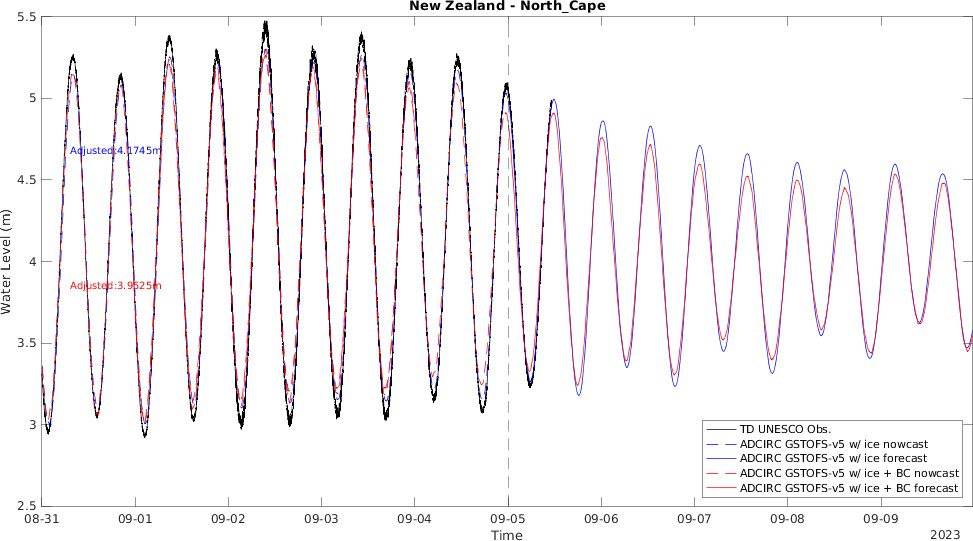 New Zealand - North_Cape
5.5
5
4.5
4
3.5
3
2.5
Water Level (m)
Adjusted:4.1745m
Adjusted:3.9525m
TD UNESCO Obs.
ADCIRC GSTOFS-v5 w/ ice nowcast
ADCIRC GSTOFS-v5 w/ ice forecast
ADCIRC GSTOFS-v5 w/ ice + BC nowcast
ADCIRC GSTOFS-v5 w/ ice + BC forecast
08-31 09-01 09-02 09-03 09-04 09-05 09-06 09-07 09-08 09-09
Time
2023